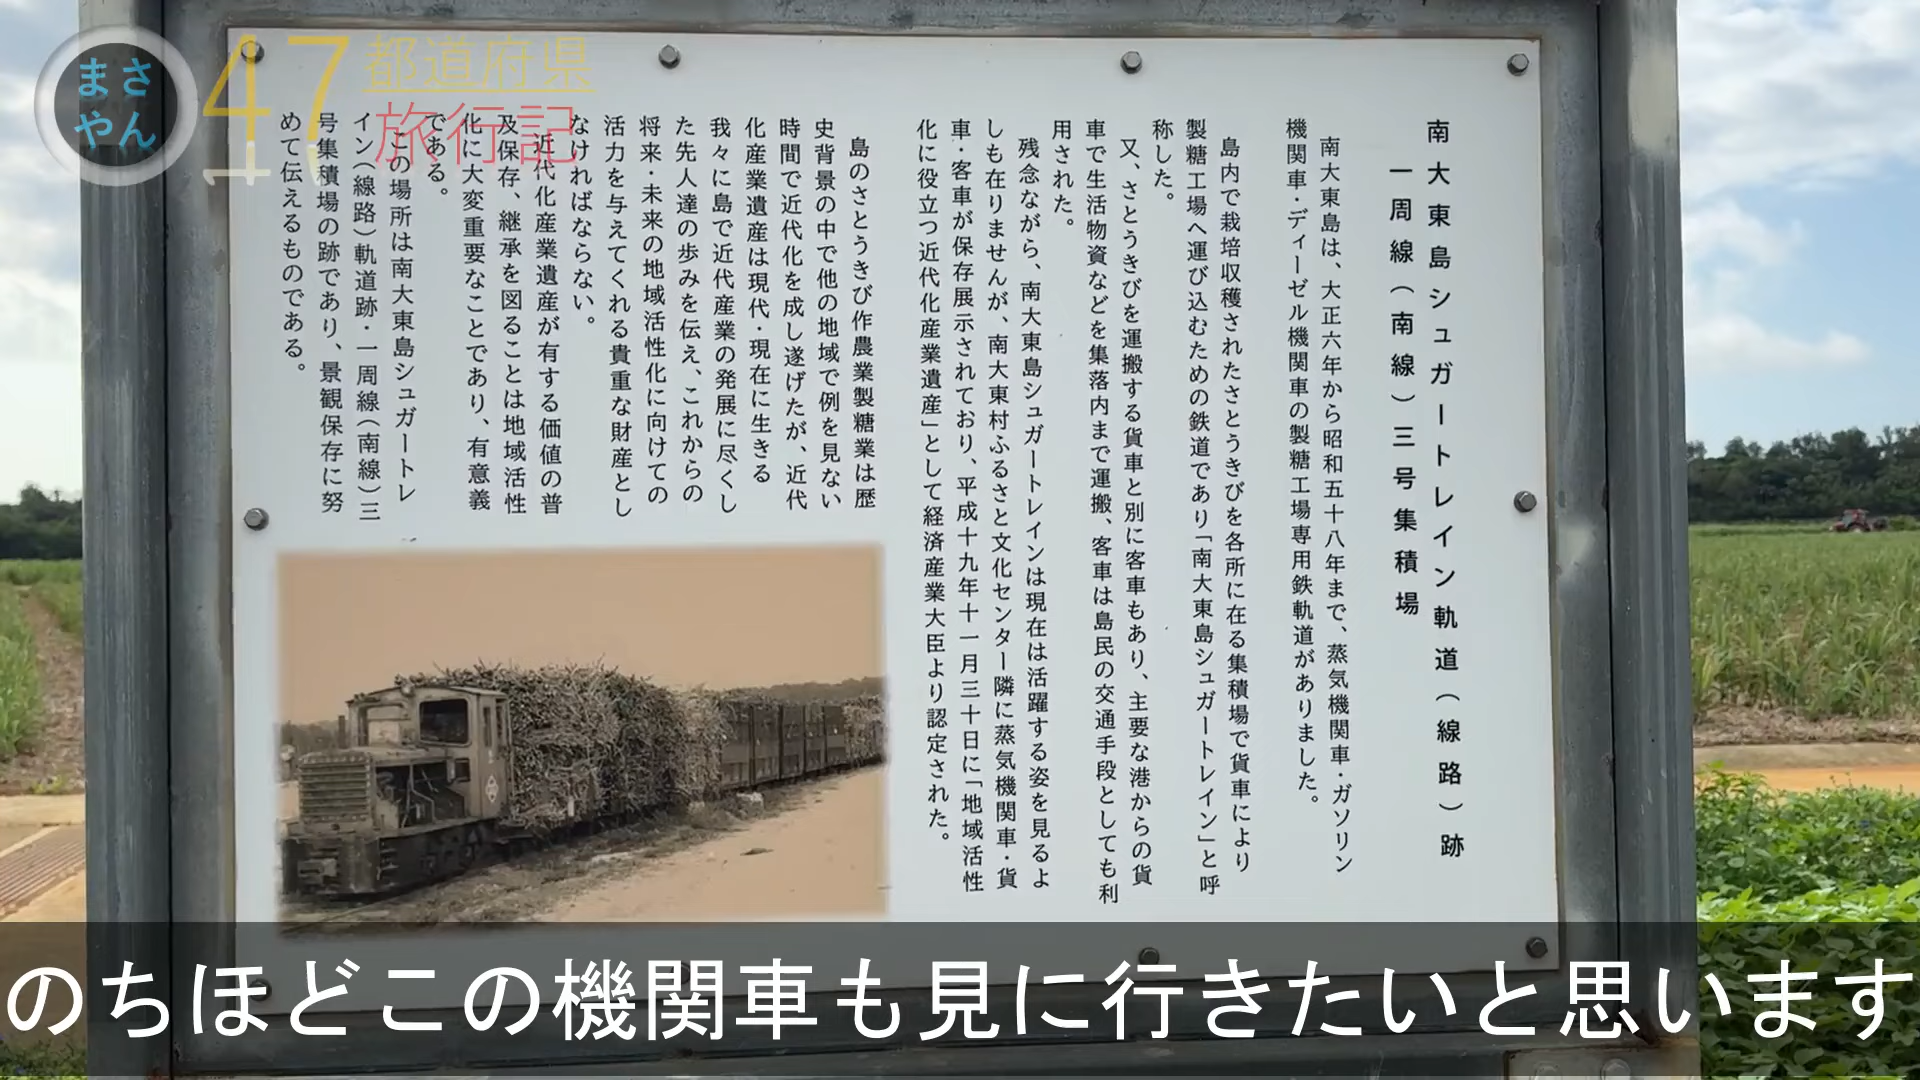 まさ
やん
47
都道府県
旅行記
南大東島シュガートレイン軌道（線路）跡
一周線（南線）三号集積場
南大東島は、大正六年から昭和五十八年まで、蒸気機関車・ガソリン
機関車・ディーゼル機関車の製糖工場専用鉄軌道がありました。
島内で栽培収穫されたさとうきびを各所に在る集積場で貨車により
製糖工場へ運び込むための鉄道であり「南大東島シュガートレイン」と呼
称した。
又、さとうきびを運搬する貨車と別に客車もあり、主要な港からの貨
車で生活物資などを集落内まで運搬、客車は島民の交通手段としても利
用された。
残念ながら、南大東島シュガートレインは現在は活躍する姿を見るよ
しも在りませんが、南大東村ふるさと文化センター隣に蒸気機関車・貨
車・客車が保存展示されており、平成十九年十一月三十日に「地域活性
化に役立つ近代化産業遺産」として経済産業大臣より認定された。
島のさとうきび作農業製糖業は歴
史背景の中で他の地域で例を見ない
時間で近代化を成し遂げたが、近代
化産業遺産は現代・現在に生きる
我々に島で近代産業の発展に尽くし
た先人達の歩みを伝え、これからの
将来・未来の地域活性化に向けての
活力を与えてくれる貴重な財産とし
なければならない。
近代化産業遺産が有する価値の普
及保存、継承を図ることは地域活性
化に大変重要なことであり、有意義
である。
この場所は南大東島シュガートレ
イン（線路）軌道跡・一周線（南線）三
号集積場の跡であり、景観保存に努
めて伝えるものである。
のちほどこの機関車も見に行きたいと思います